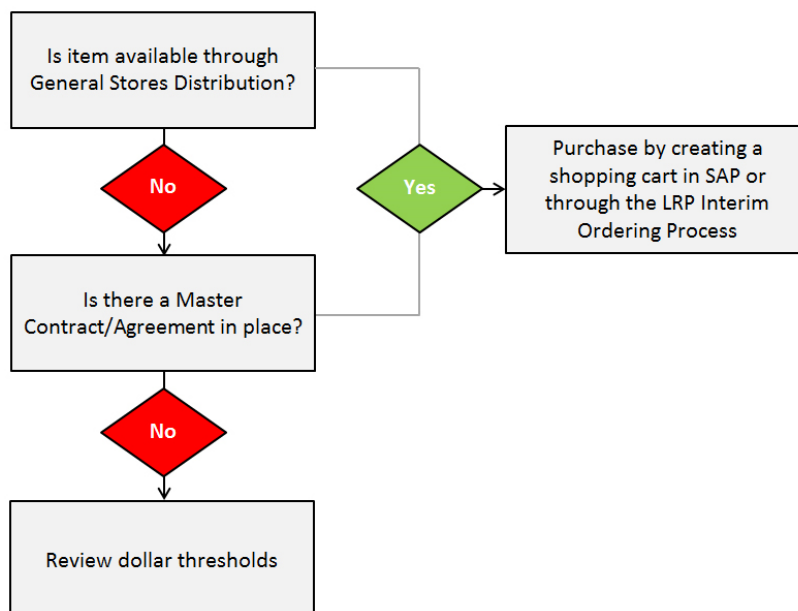 Is item available through
General Stores Distribution?
No
Yes
Purchase by creating a
shopping cart in SAP or
through the LRP Interim
Ordering Process
Is there a Master
Contract/Agreement in place?
No
Review dollar thresholds